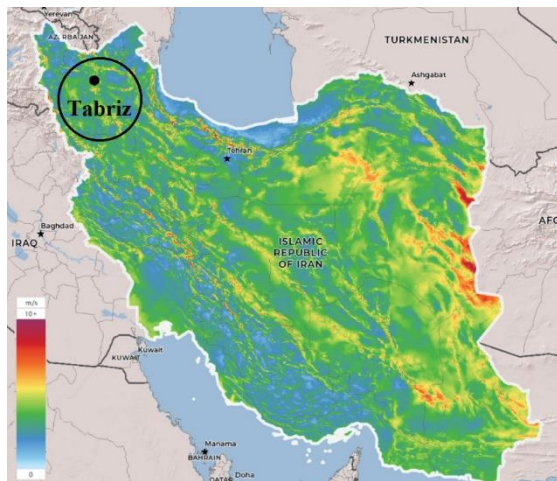 Yerevan
AZERBAIJAN
TURKMENISTAN
Ashgabat
Tabriz
Tehran
Baghdad
IRAQ
ISLAMIC
REPUBLIC
OF IRAN
AFG
m/s
10+
Kuwait
KUWAIT
0
Manama
BAHRAIN
Doha
QATAR